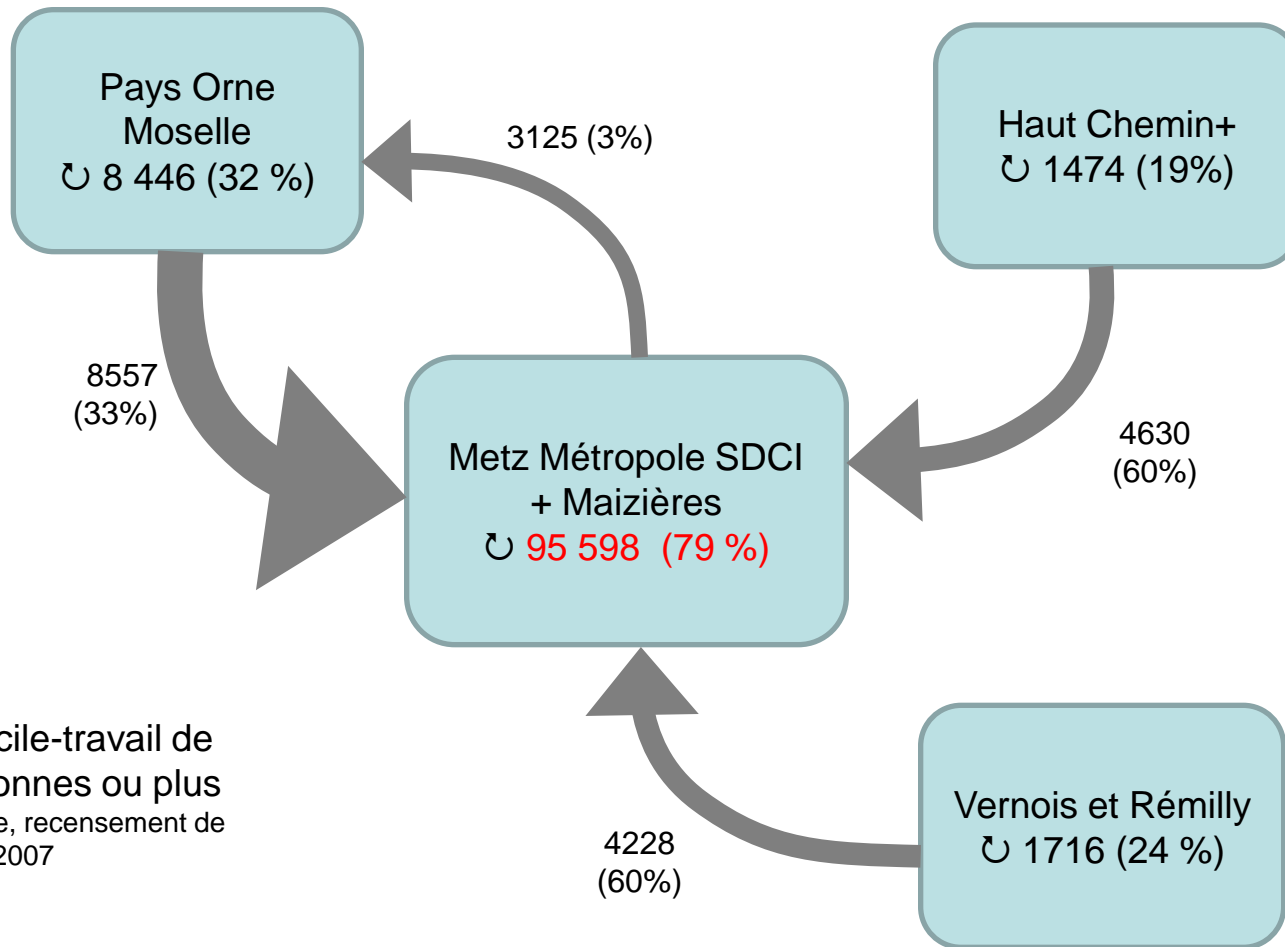 Pays Orne
Moselle
↻ 8 446 (32 %)
3125 (3%)
Haut Chemin+
↻ 1474 (19%)
8557
(33%)
Metz Métropole SDCI
+ Maizières
↻ 95 598 (79 %)
4630
(60%)
cile-travail de
onnes ou plus
e, recensement de
2007
4228
(60%)
Vernois et Rémilly
↻ 1716 (24 %)